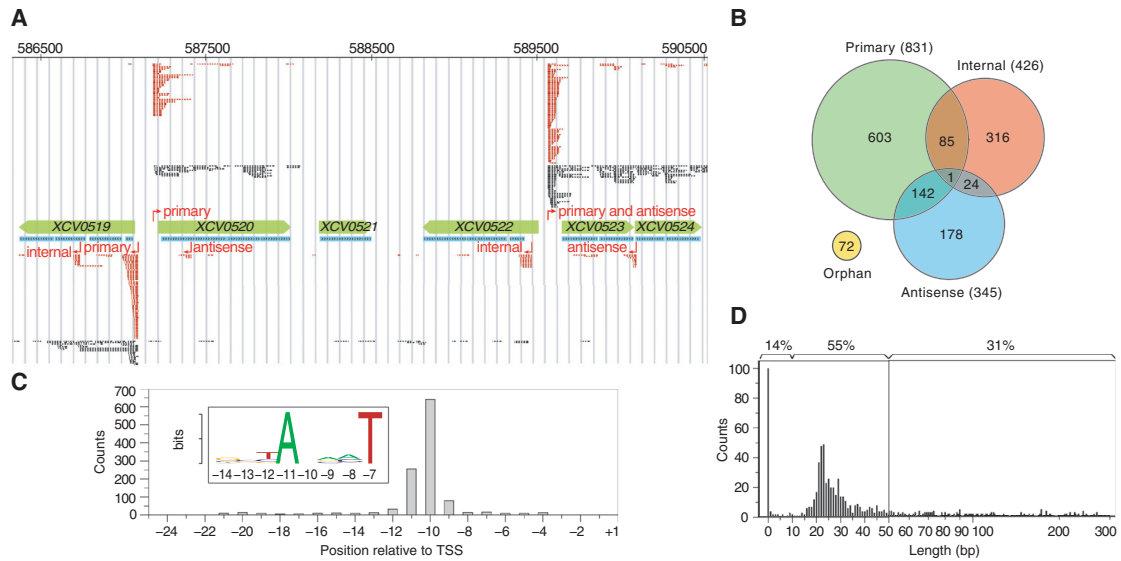 A
586500 587500 588500 589500 590500
primary
primary and antisense
XCV0519 XCV0520 XCV0521 XCV0522 XCV0523 XCV0524
internal primary antisense internal antisense
B
Primary (831)
Internal (426)
603 85 316
1
142 24
178
72
Orphan
Antisense (345)
C
700
600
500
400
300
200
100
0
Counts
bits
A T
T
−14 −13 −12 −11 −10 −9 −8 −7
−24 −22 −20 −18 −16 −14 −12 −10 −8 −6 −4 −2 +1
Position relative to TSS
D
14% 55% 31%
100
80
60
40
20
0
Counts
0 10 20 30 40 50 60 70 80 90 100 200 300
Length (bp)